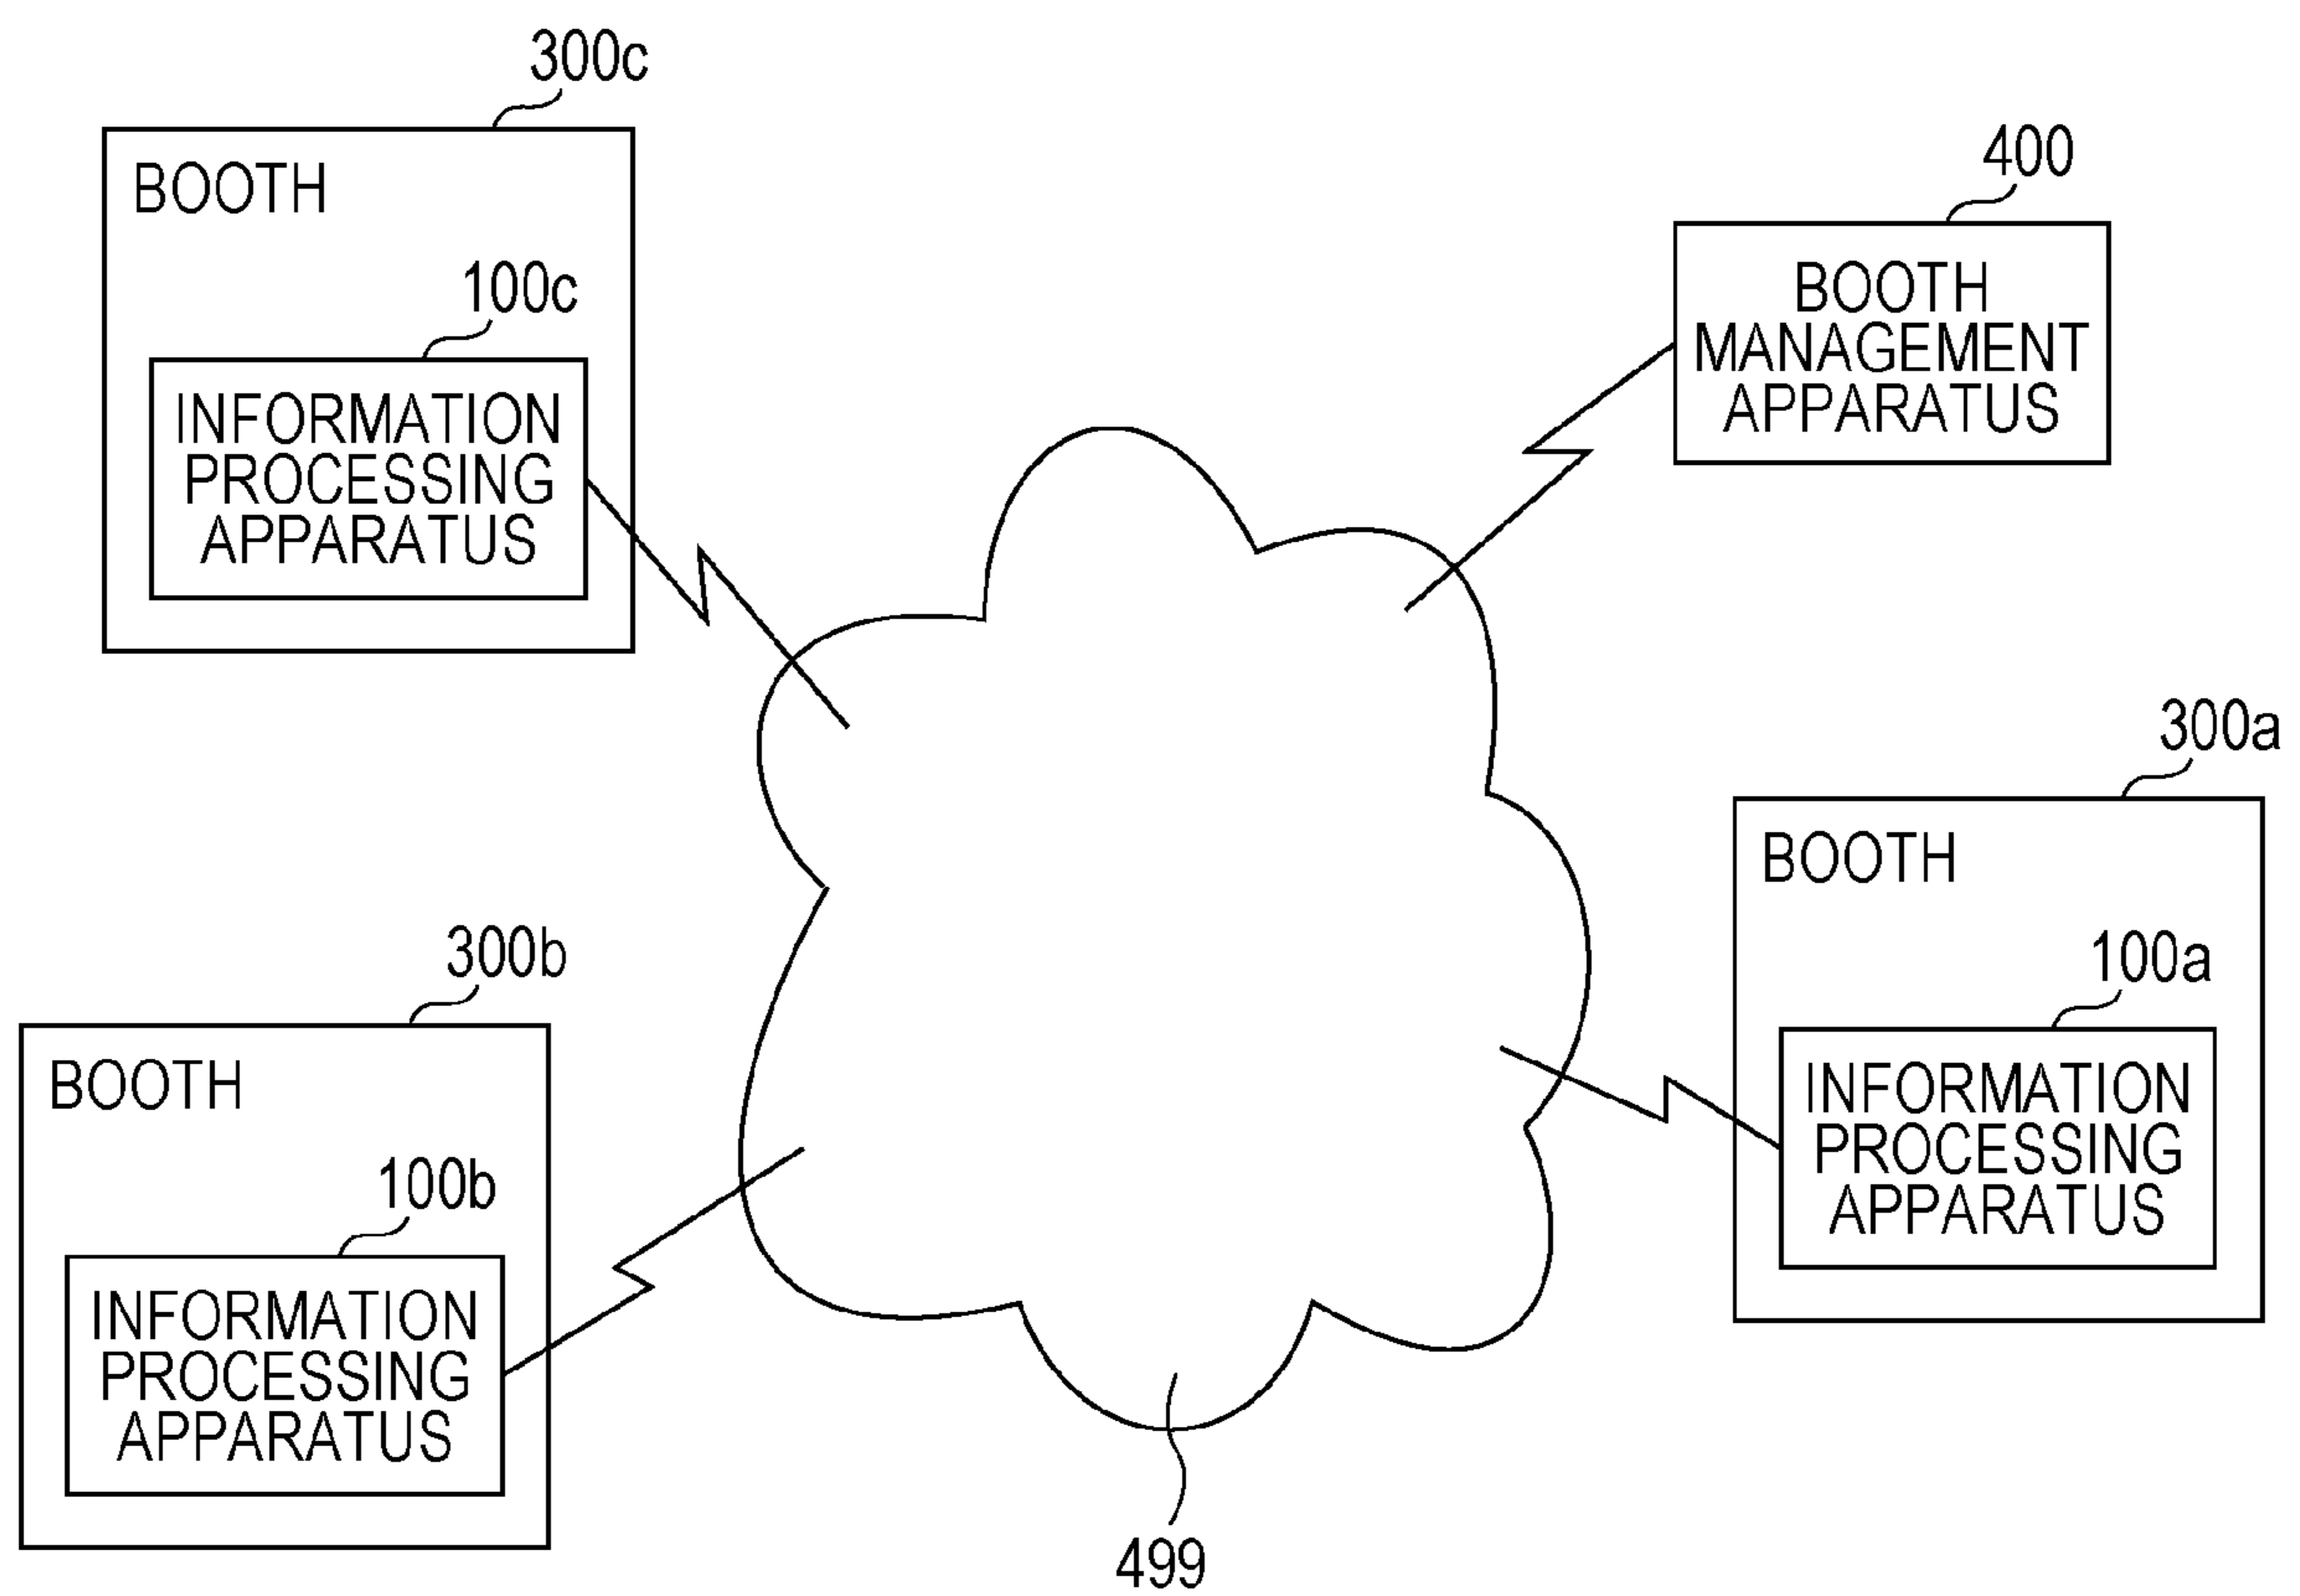 300c
BOOTH
100c
INFORMATION
PROCESSING
APPARATUS
400
BOOTH
MANAGEMENT
APPARATUS
300a
BOOTH
100a
INFORMATION
PROCESSING
APPARATUS
300b
BOOTH
100b
INFORMATION
PROCESSING
APPARATUS
499